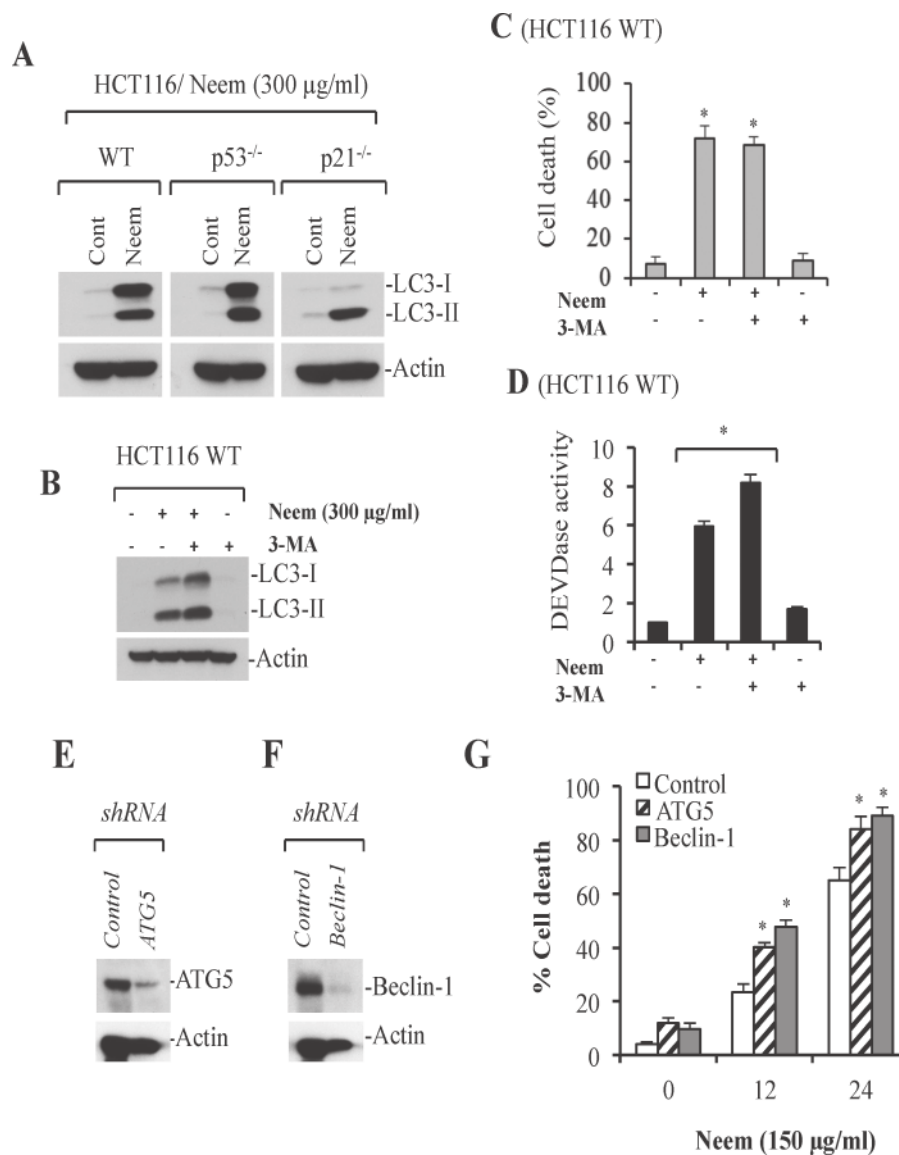 A
HCT116/ Neem (300 µg/ml)
WT p53-/- p21-/-
Cont Neem Cont Neem Cont Neem
-LC3-I
-LC3-II
-Actin
B
HCT116 WT
- + + - Neem (300 µg/ml)
- - + + 3-MA
-LC3-I
-LC3-II
-Actin
C (HCT116 WT)
Cell death (%)
100
80
60
40
20
0
* *
Neem - + + -
3-MA - - + +
D (HCT116 WT)
DEVDase activity
10
8
6
4
2
0
*
Neem - + + -
3-MA - - + +
E
shRNA
Control ATG5
-ATG5
-Actin
F
shRNA
Control Beclin-1
-Beclin-1
-Actin
G
% Cell death
100
80
60
40
20
0
Control
ATG5
Beclin-1
* *
* *
0 12 24
Neem (150 µg/ml)